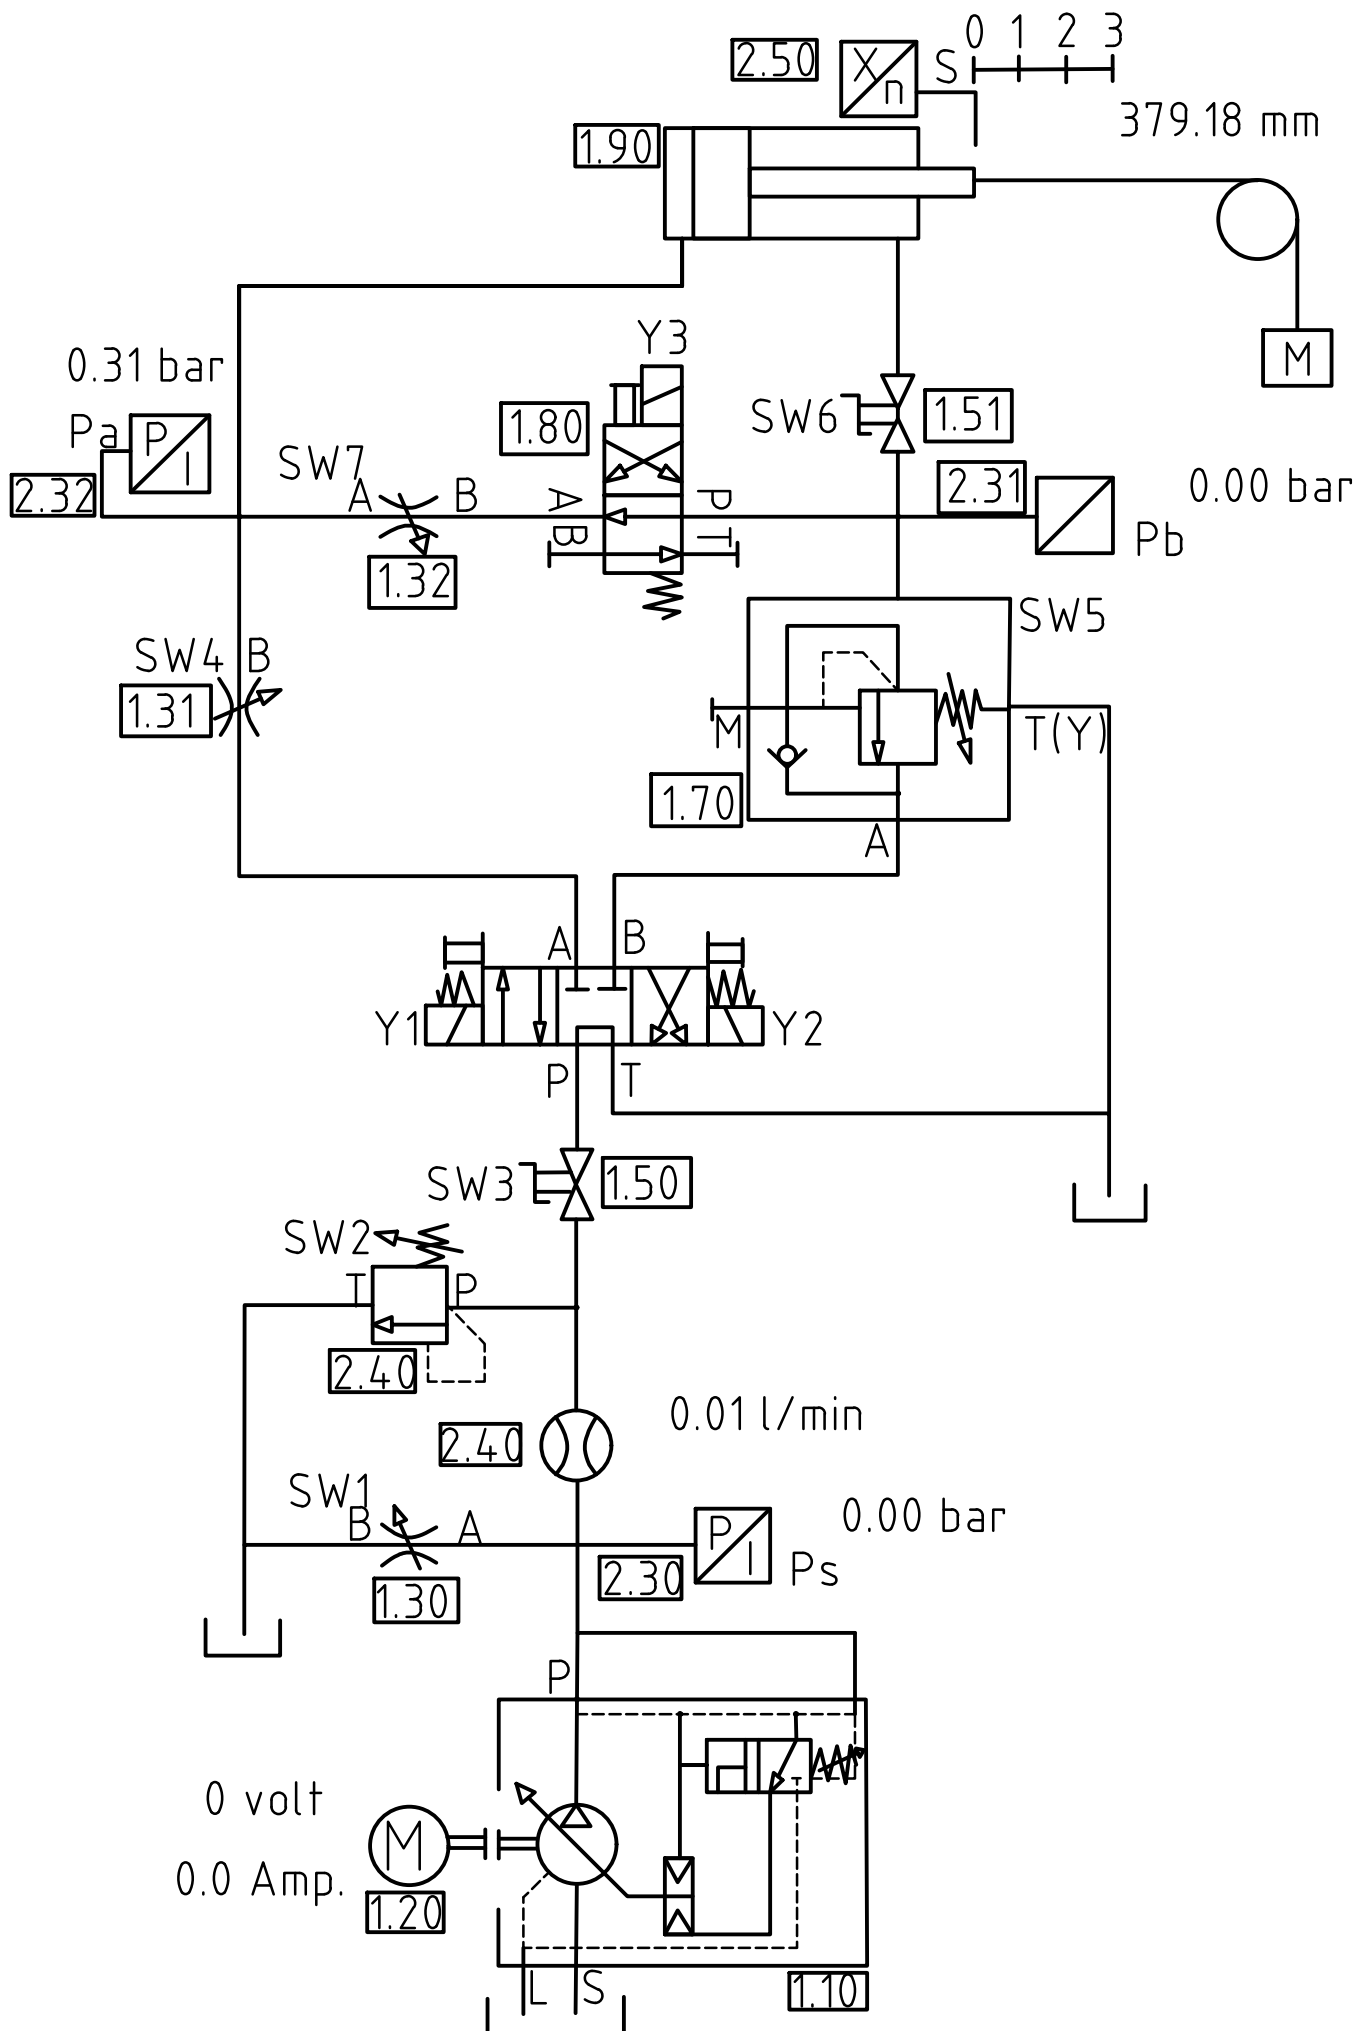 0 1 2 3
2.50
X
n
S
379.18 mm
1.90
M
Y3
0.31 bar
1.80
SW6
1.51
Pa
P
I
SW7
2.32
A
B
A
P
2.31
0.00 bar
B
T
Pb
1.32
SW5
SW4
B
1.31
M
T(Y)
1.70
A
A
B
Y1
Y2
P
T
SW3
1.50
SW2
T
P
2.40
0.01 l/min
2.40
SW1
B
A
0.00 bar
P
I
2.30
Ps
1.30
P
0 volt
M
0.0 Amp.
1.20
L
S
1.10